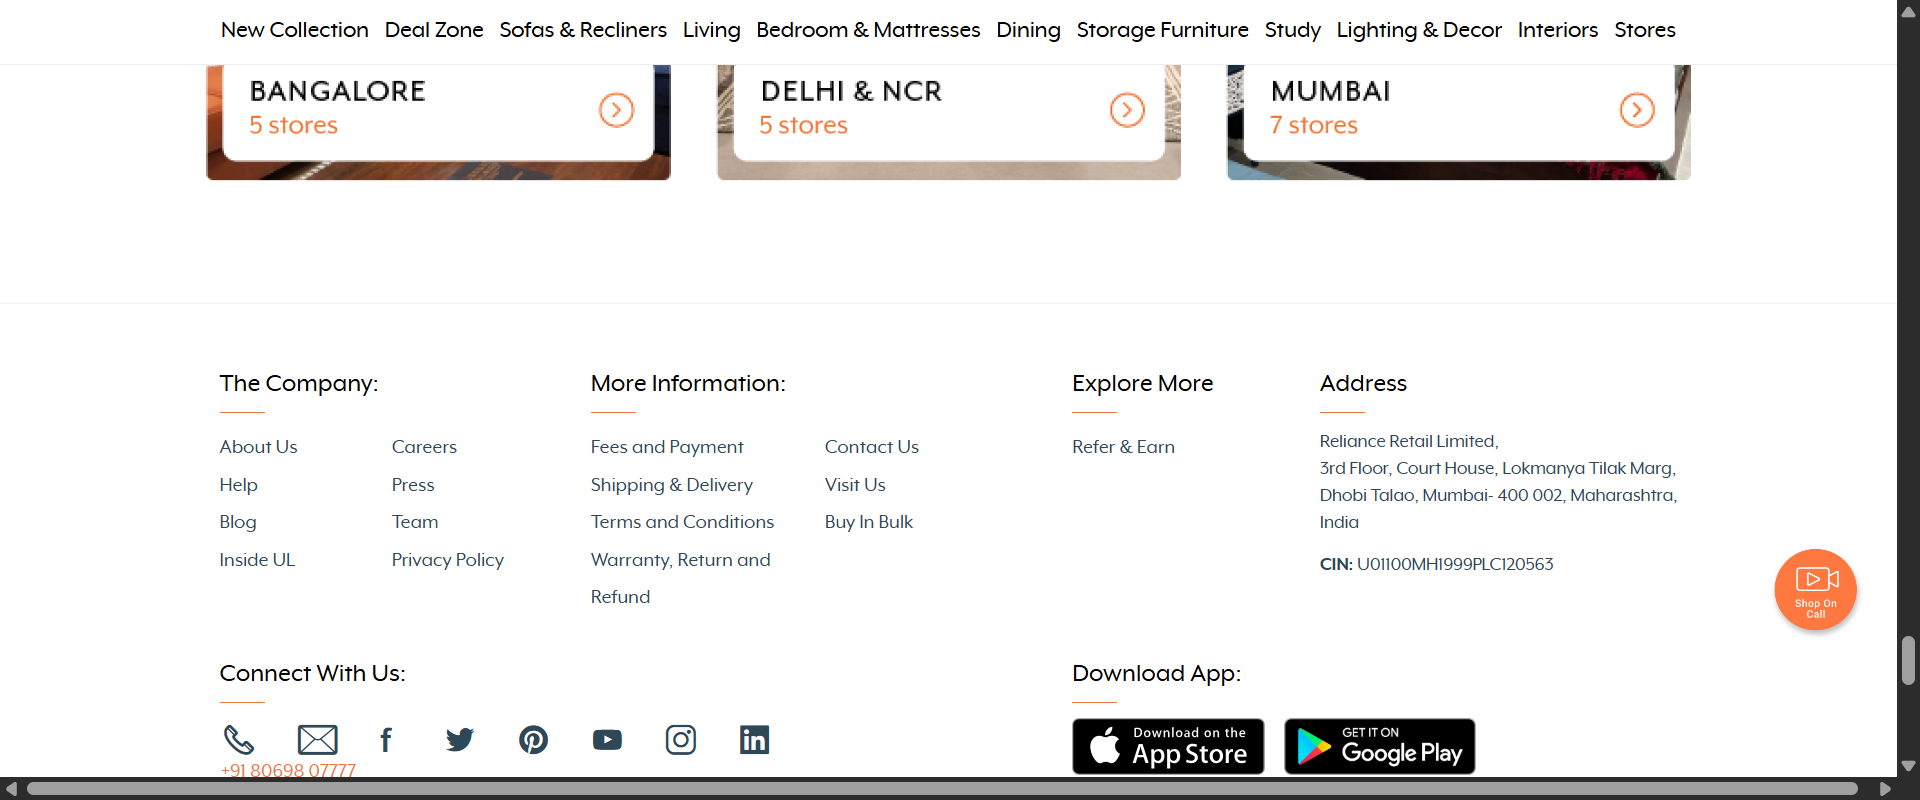 New Collection Deal Zone Sofas & Recliners Living Bedroom & Mattresses Dining Storage Furniture Study Lighting & Decor Interiors Stores
BANGALORE
5 stores
DELHI & NCR
5 stores
MUMBAI
7 stores
The Company:
About Us
Help
Blog
Inside UL
Careers
Press
Team
Privacy Policy
More Information:
Fees and Payment
Shipping & Delivery
Terms and Conditions
Warranty, Return and
Refund
Contact Us
Visit Us
Buy In Bulk
Explore More
Refer & Earn
Address
Reliance Retail Limited,
3rd Floor, Court House, Lokmanya Tilak Marg,
Dhobi Talao, Mumbai- 400 002, Maharashtra,
India
CIN: U01100MH1999PLC120563
Shop On
Call
Connect With Us:
+91 80698 07777
Download App:
Download on the
App Store
GET IT ON
Google Play